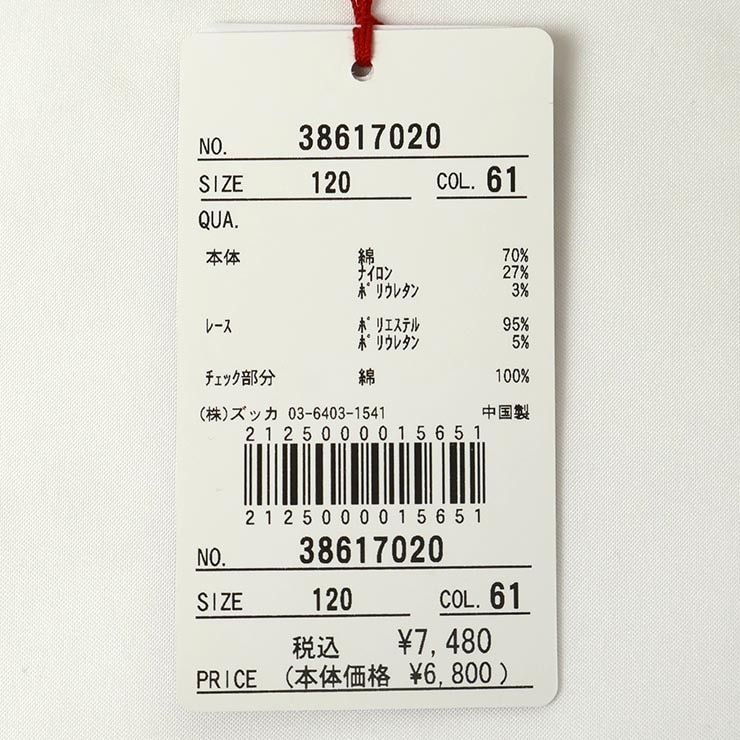 NO. 38617020
SIZE 120 COL. 61
QUA.
本体 綿 70%
ナイロン 27%
ポリウレタン 3%
レース ポリエステル 95%
ポリウレタン 5%
チェック部分 綿 100%
(株)ズッカ 03-6403-1541 中国製
2125000015651
2125000015651
NO. 38617020
SIZE 120 COL. 61
税込 ¥7,480
PRICE (本体価格 ¥6,800)